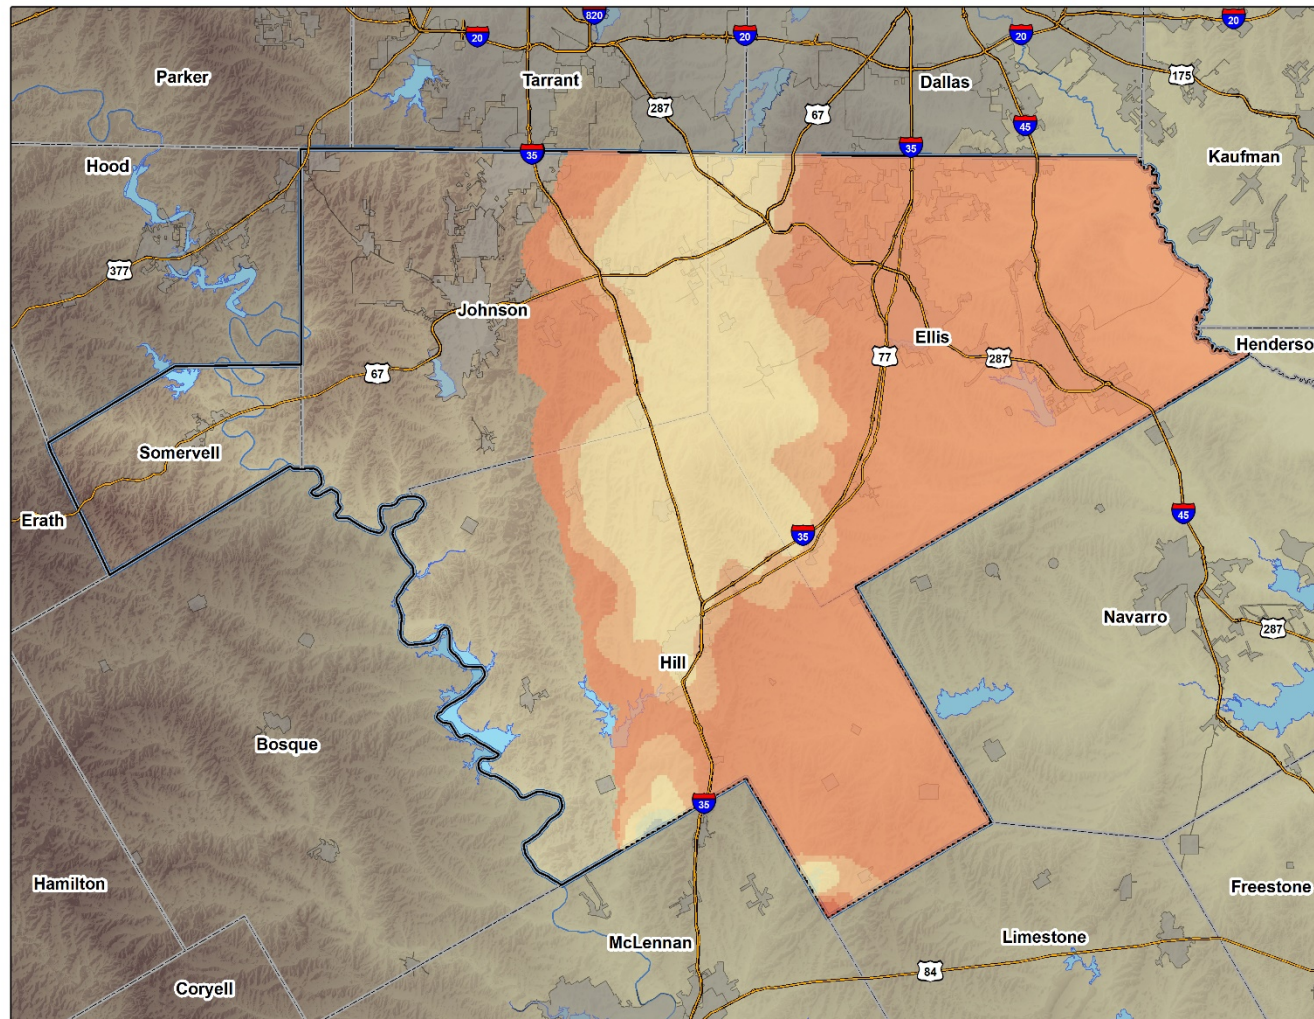 820
20
20
20
20
Parker
Tarrant
Dallas
175
287
67
45
35
35
Kaufman
Hood
377
Johnson
Ellis
Henderso
77
287
67
Somervell
Erath
45
35
Navarro
287
Hill
Bosque
35
Hamilton
Freestone
McLennan
Limestone
84
Coryell